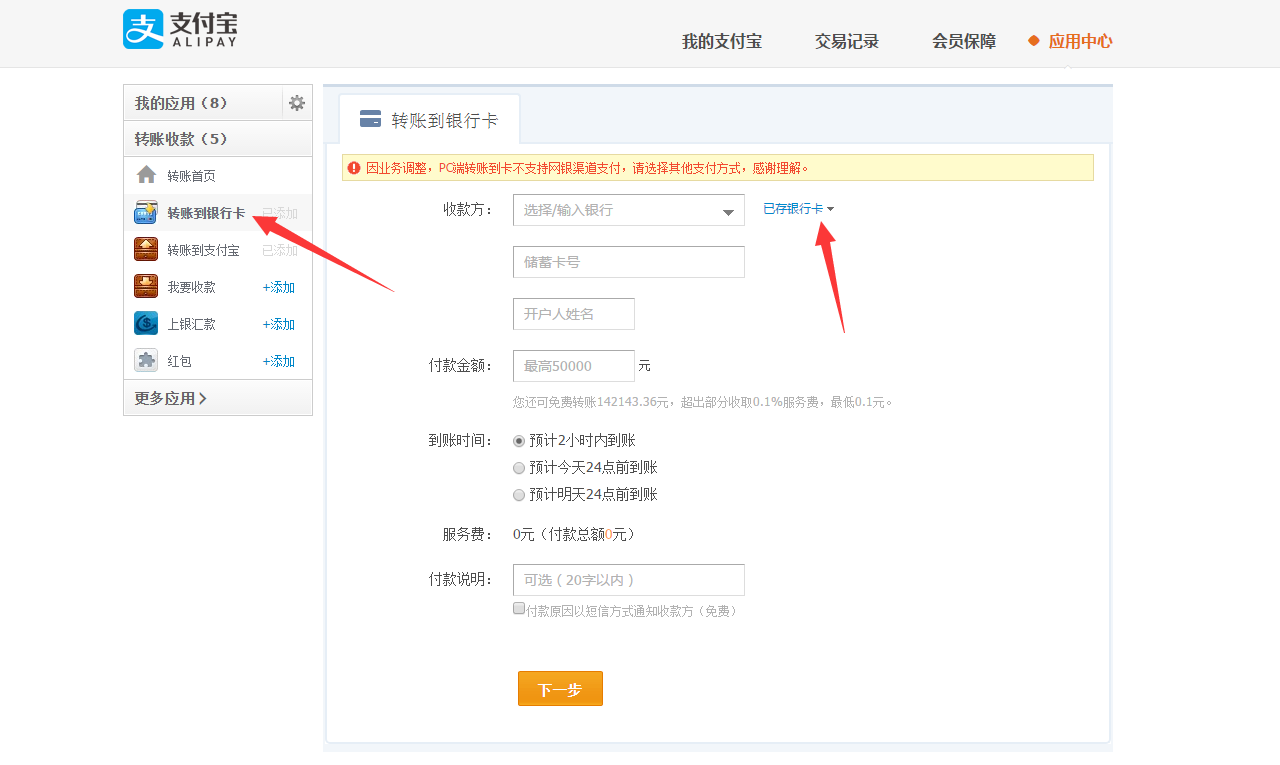 支付宝
ALIPAY
我的支付宝
交易记录
会员保障
应用中心
我的应用（8）
转账收款（5）
转账首页
转账到银行卡 已添加
转账到支付宝 已添加
我要收款 +添加
上银汇款 +添加
红包 +添加
更多应用
转账到银行卡
因业务调整，PC端转账到卡不支持网银渠道支付，请选择其他支付方式，感谢理解。
收款方： 选择/输入银行 已存银行卡
储蓄卡号
开户人姓名
付款金额： 最高50000 元
您还可免费转账142143.36元，超出部分收取0.1%服务费，最低0.1元。
到账时间： 预计2小时内到账
预计今天24点前到账
预计明天24点前到账
服务费： 0元（付款总额0元）
付款说明： 可选（20字以内）
付款原因以短信方式通知收款方（免费）
下一步